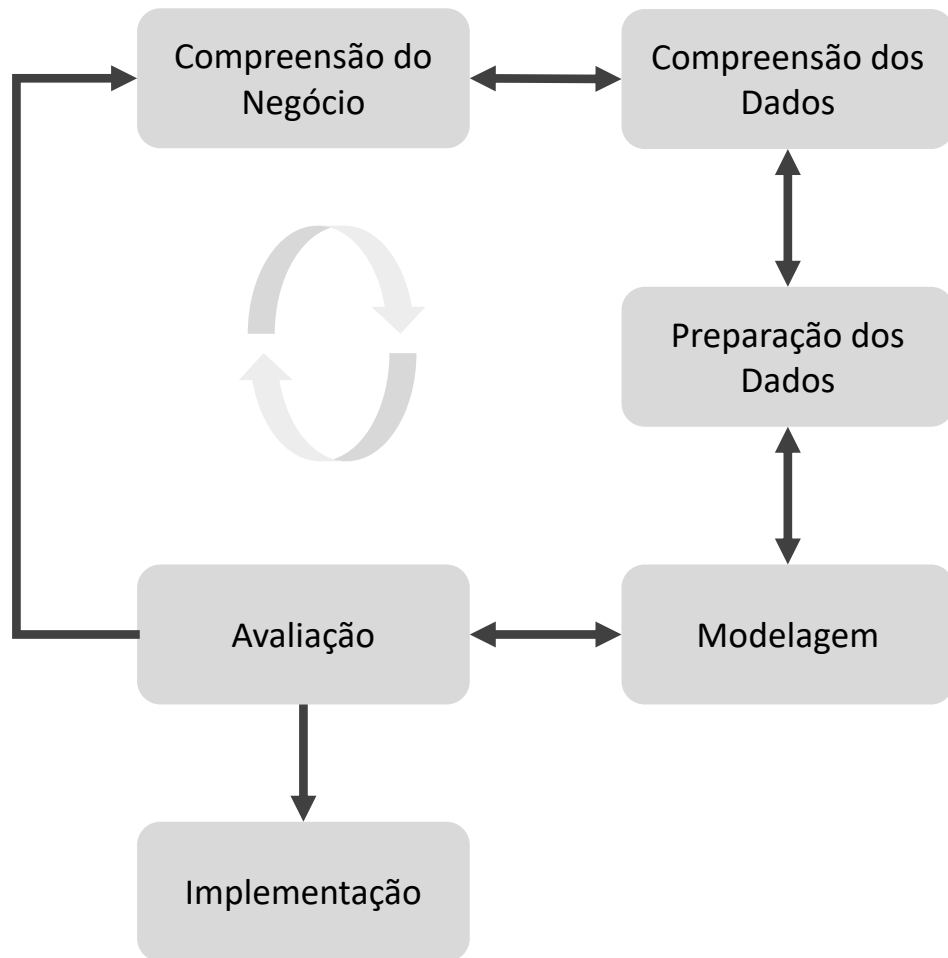 Compreensão do
Negócio
Compreensão dos
Dados
Preparação dos
Dados
Avaliação
Modelagem
Implementação